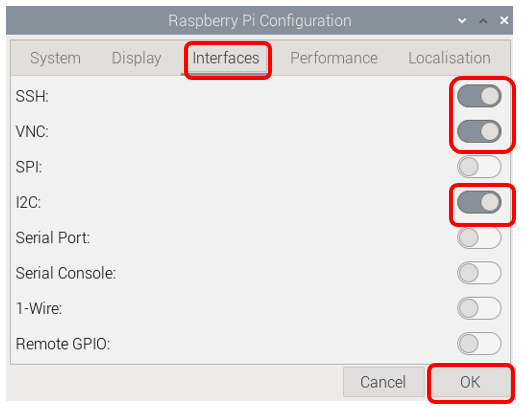 Raspberry Pi Configuration
System Display Interfaces Performance Localisation
SSH:
VNC:
SPI:
I2C:
Serial Port:
Serial Console:
1-Wire:
Remote GPIO:
Cancel OK